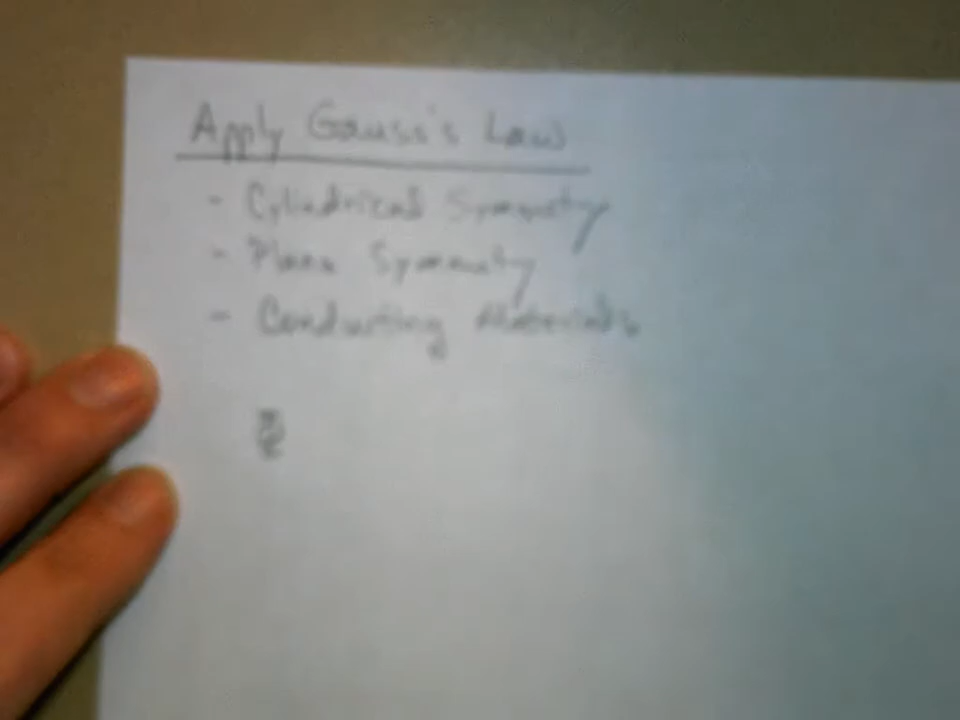 Apply Gauss's Law
- Cylindrical Symmetry
- Plane Symmetry
- Conducting Materials